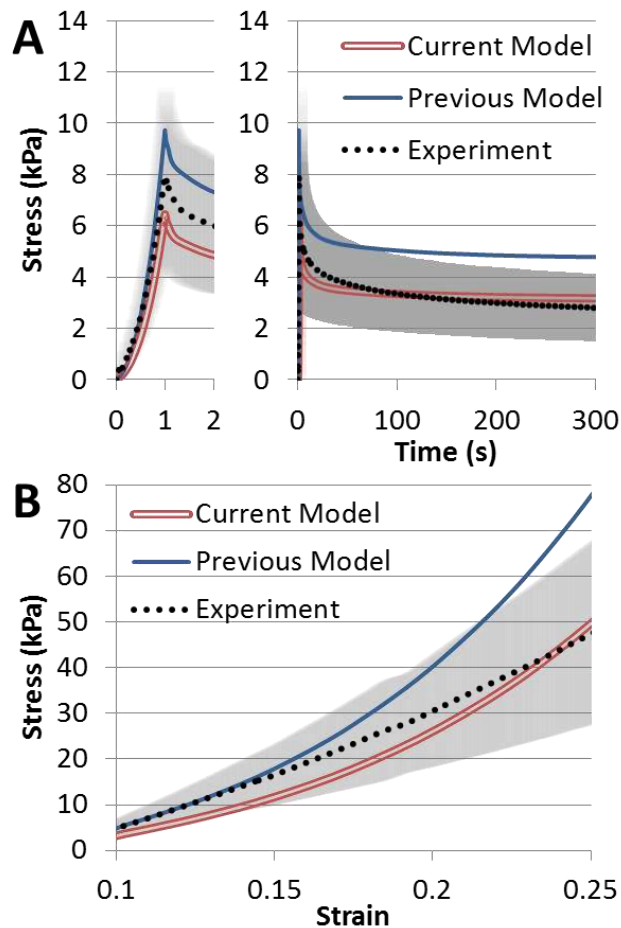 A
Stress (kPa)
14
12
10
8
6
4
2
0
0 1 2
14
12
10
8
6
4
2
0
0 100 200 300
Time (s)
Current Model
Previous Model
Experiment
B
Stress (kPa)
80
70
60
50
40
30
20
10
0
0.1 0.15 0.2 0.25
Strain
Current Model
Previous Model
Experiment